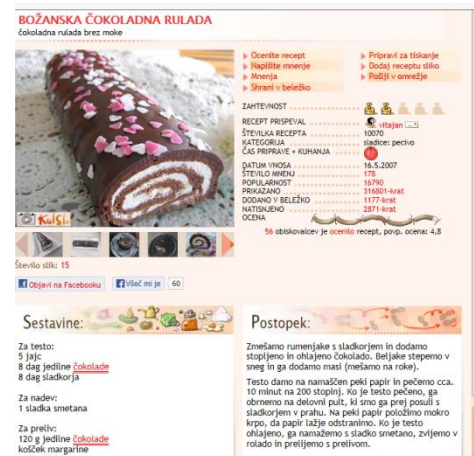 BOŽANSKA ČOKOLADNA RULADA
čokoladna rulada brez moke
Ocenite recept
Napišite mnenje
Mnenja
Shrani v beležko
Pripravi za tiskanje
Dodaj receptu sliko
Pošlji v omrežje
ZAHTEVNOST
RECEPT PRISPEVAL vitajan
ŠTEVILKA RECEPTA 10070
KATEGORIJA sladice: pecivo
ČAS PRIPRAVE + KUHANJA
DATUM VNOSA 16.5.2007
ŠTEVILO MNENJ 178
POPULARNOST 16790
PRIKAZANO 316801-krat
DODANO V BELEŽKO 1177-krat
NATISNJENO 2871-krat
OCENA
56 obiskovalcev je ocenilo recept, povp. ocena: 4,8
Kulsi
Število slik: 15
Objavi na Facebooku
Všeč mi je 60
Sestavine:
Za testo:
5 jajc
8 dag jedilne čokolade
8 dag sladkorja
Za nadev:
1 sladka smetana
Za preliv:
120 g jedilne čokolade
košček margarine
Postopek:
Zmešamo rumenjake s sladkorjem in dodamo
stopljeno in ohlajeno čokolado. Beljake stepemo v
sneg in ga dodamo masi (mešamo na roke).
Testo damo na namaščen peki papir in pečemo cca.
10 minut na 200 stopinj. Ko je testo pečeno, ga
obrnemo na delovni pult, ki smo ga prej posuli s
sladkorjem v prahu. Na peki papir položimo mokro
krpo, da papir lažje odstranimo. Ko je testo
ohlajeno, ga namažemo s sladko smetano, zvijemo v
rolado in prelijemo s prelivom.